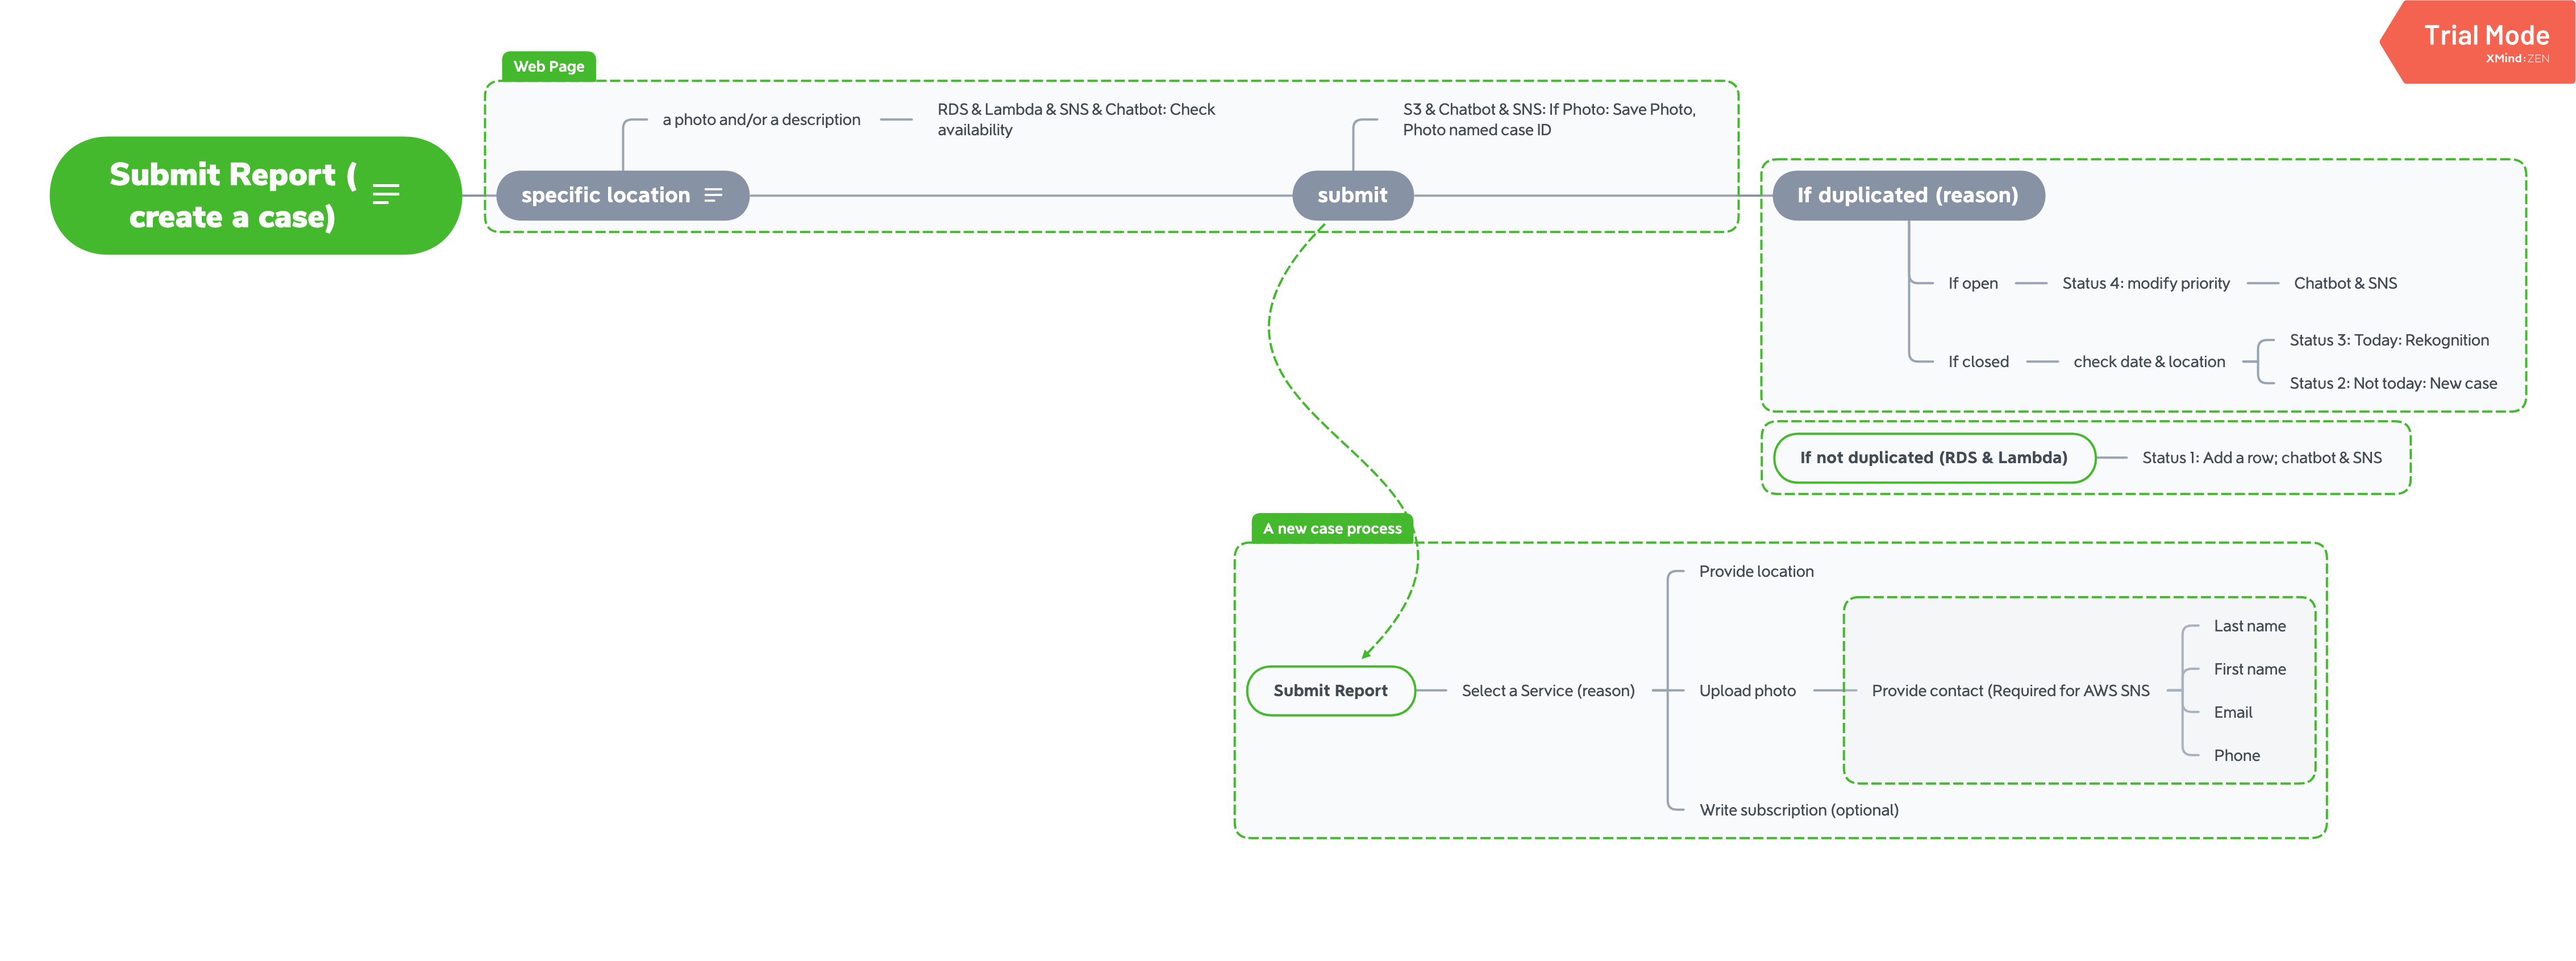 Trial Mode
XMind:ZEN
Web Page
a photo and/or a description
RDS & Lambda & SNS & Chatbot: Check
availability
S3 & Chatbot & SNS: If Photo: Save Photo,
Photo named case ID
Submit Report (
create a case)
specific location
submit
If duplicated (reason)
If open
Status 4: modify priority
Chatbot & SNS
If closed
check date & location
Status 3: Today: Rekognition
Status 2: Not today: New case
If not duplicated (RDS & Lambda)
Status 1: Add a row; chatbot & SNS
A new case process
Submit Report
Select a Service (reason)
Provide location
Upload photo
Provide contact (Required for AWS SNS
Last name
First name
Email
Phone
Write subscription (optional)